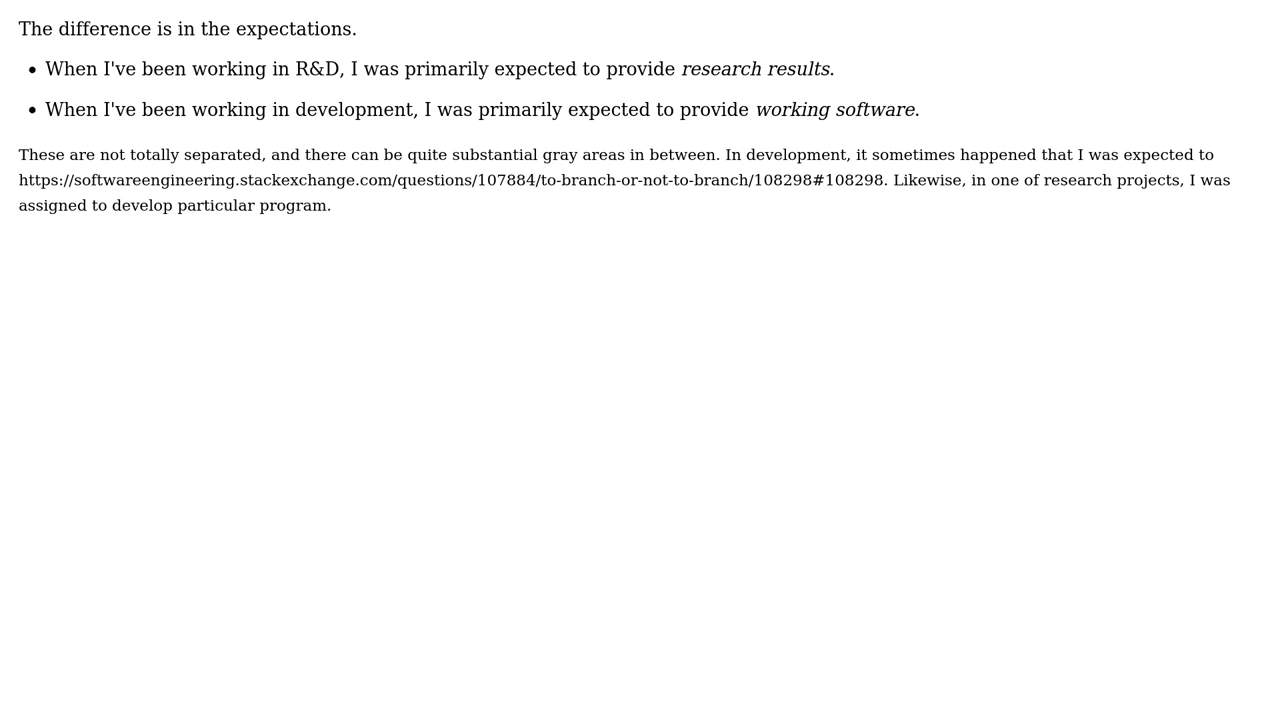 The difference is in the expectations.
• When I've been working in R&D, I was primarily expected to provide research results.
• When I've been working in development, I was primarily expected to provide working software.
These are not totally separated, and there can be quite substantial gray areas in between. In development, it sometimes happened that I was expected to
https://softwareengineering.stackexchange.com/questions/107884/to-branch-or-not-to-branch/108298#108298. Likewise, in one of research projects, I was
assigned to develop particular program.